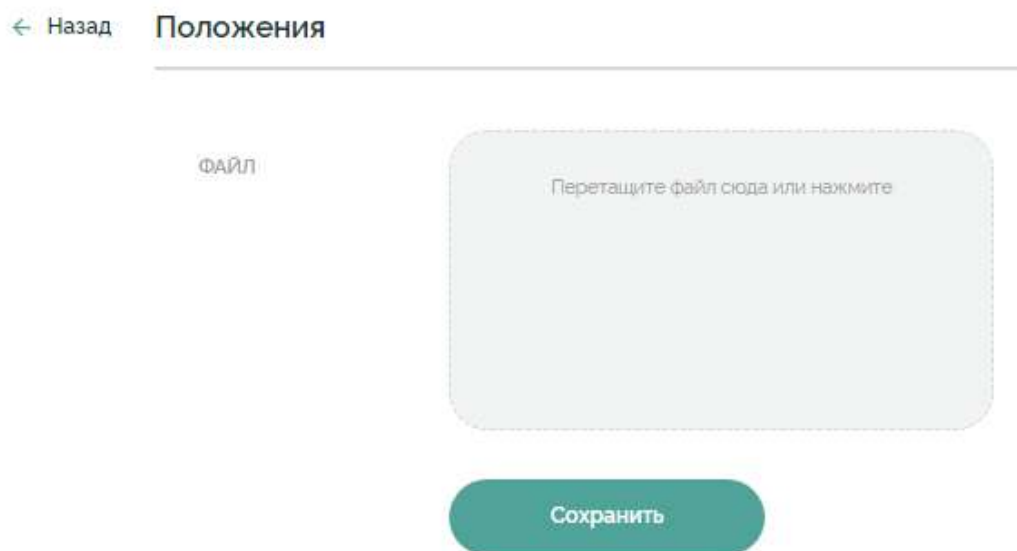 ← Назад
Положения
ФАЙЛ
Перетащите файл сюда или нажмите
Сохранить